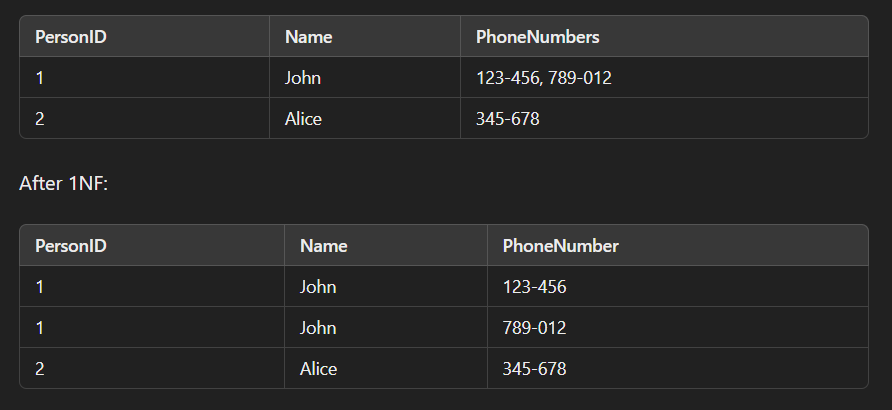 PersonID Name PhoneNumbers
1 John 123-456, 789-012
2 Alice 345-678
After 1NF:
PersonID Name PhoneNumber
1 John 123-456
1 John 789-012
2 Alice 345-678